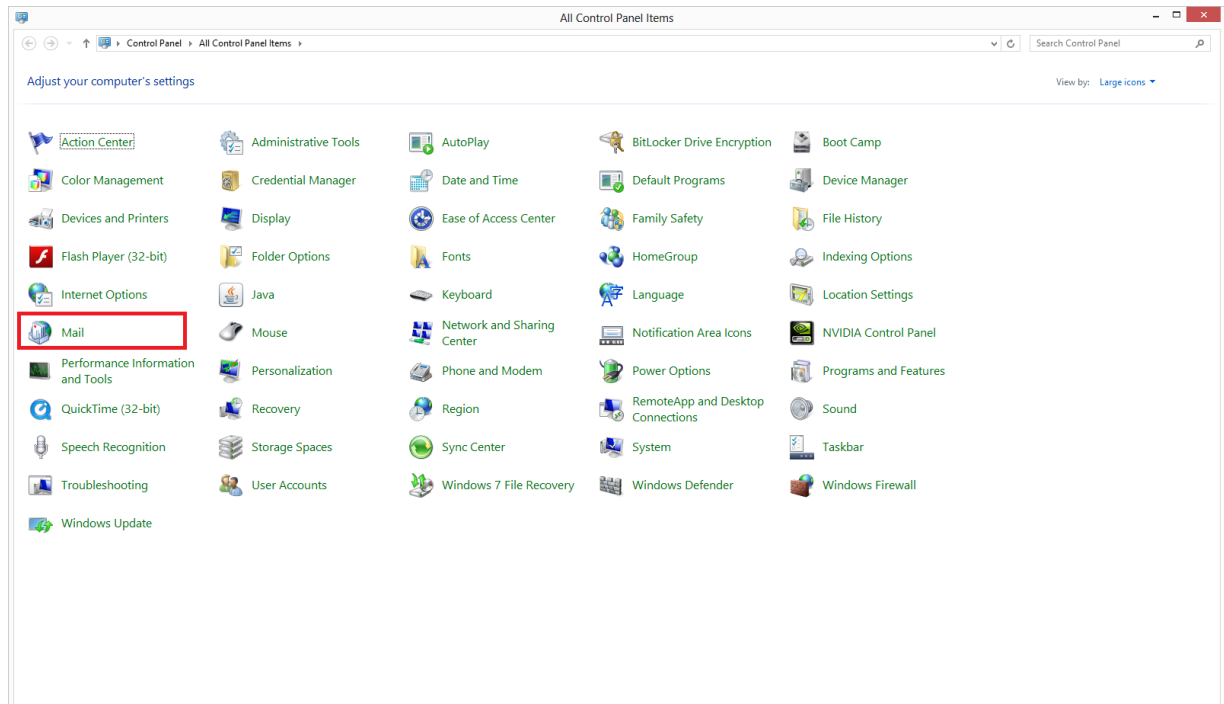 All Control Panel Items
Control Panel All Control Panel Items
Search Control Panel
Adjust your computer's settings
View by: Large icons
Action Center
Administrative Tools
AutoPlay
BitLocker Drive Encryption
Boot Camp
Color Management
Credential Manager
Date and Time
Default Programs
Device Manager
Devices and Printers
Display
Ease of Access Center
Family Safety
File History
Flash Player (32-bit)
Folder Options
Fonts
HomeGroup
Indexing Options
Internet Options
Java
Keyboard
Language
Location Settings
Mail
Mouse
Network and Sharing
Center
Notification Area Icons
NVIDIA Control Panel
Performance Information
and Tools
Personalization
Phone and Modem
Power Options
Programs and Features
QuickTime (32-bit)
Recovery
Region
RemoteApp and Desktop
Connections
Sound
Speech Recognition
Storage Spaces
Sync Center
System
Taskbar
Troubleshooting
User Accounts
Windows 7 File Recovery
Windows Defender
Windows Firewall
Windows Update